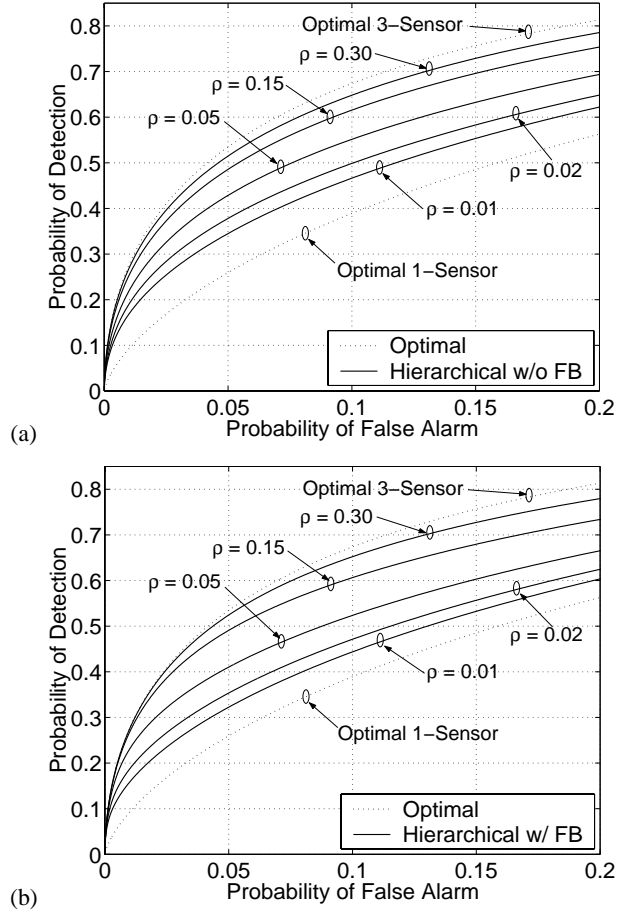 0.8
0.7
0.6
0.5
0.4
0.3
0.2
0.1
0
Probability of Detection
Optimal 3−Sensor
ρ = 0.30
ρ = 0.15
ρ = 0.05
ρ = 0.02
ρ = 0.01
Optimal 1−Sensor
Optimal
Hierarchical w/o FB
0
0.05
0.1
0.15
0.2
Probability of False Alarm
(a)
0.8
0.7
0.6
0.5
0.4
0.3
0.2
0.1
0
Probability of Detection
Optimal 3−Sensor
ρ = 0.30
ρ = 0.15
ρ = 0.05
ρ = 0.02
ρ = 0.01
Optimal 1−Sensor
Optimal
Hierarchical w/ FB
0
0.05
0.1
0.15
0.2
Probability of False Alarm
(b)